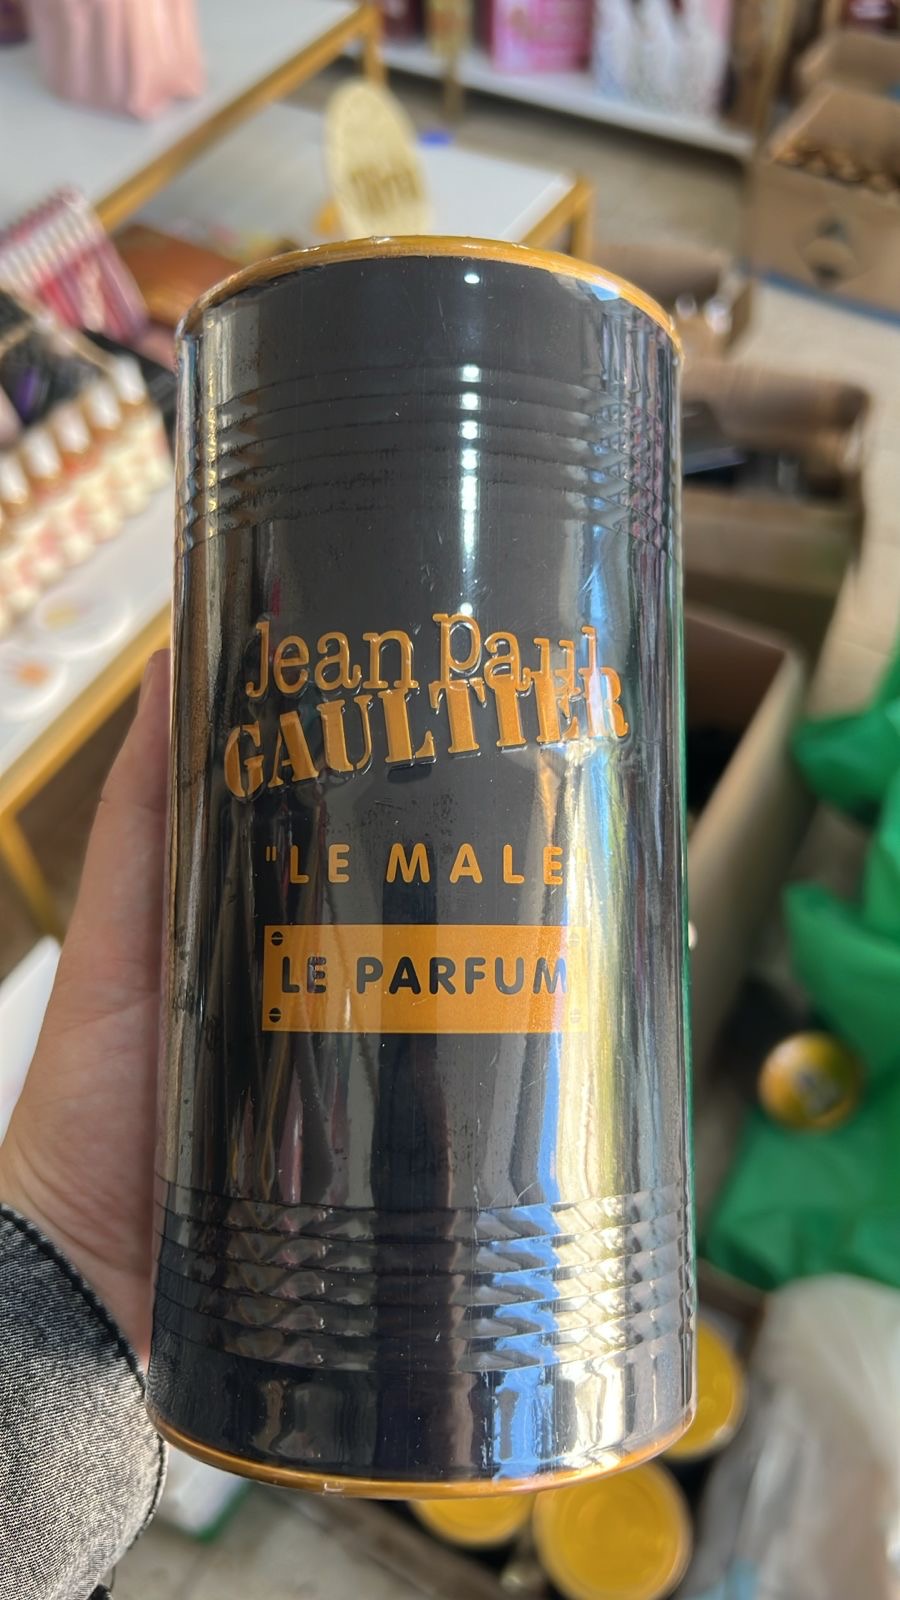 Jean Paul
GAULTIER
"LE MALE"
LE PARFUM